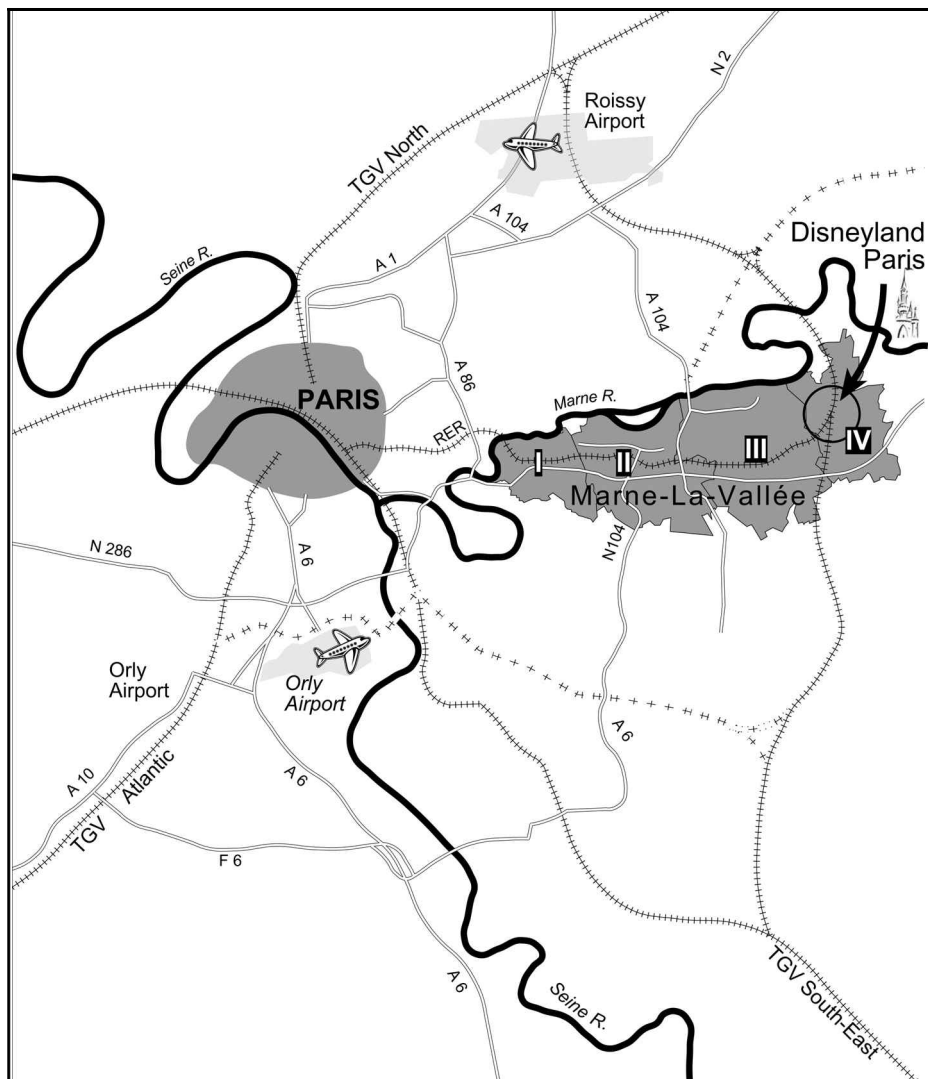 N 2
Roissy
Airport
TGV North
A 104
Disneyland
Paris
Seine R.
A 1
A 104
PARIS
A 86
Marne R.
RER
I
II
III
IV
Marne-La-Vallée
N 286
A 6
N104
Orly
Airport
Orly
Airport
A 6
A 6
A 10
TGV Atlantic
F 6
A 6
Seine R.
TGV South-East